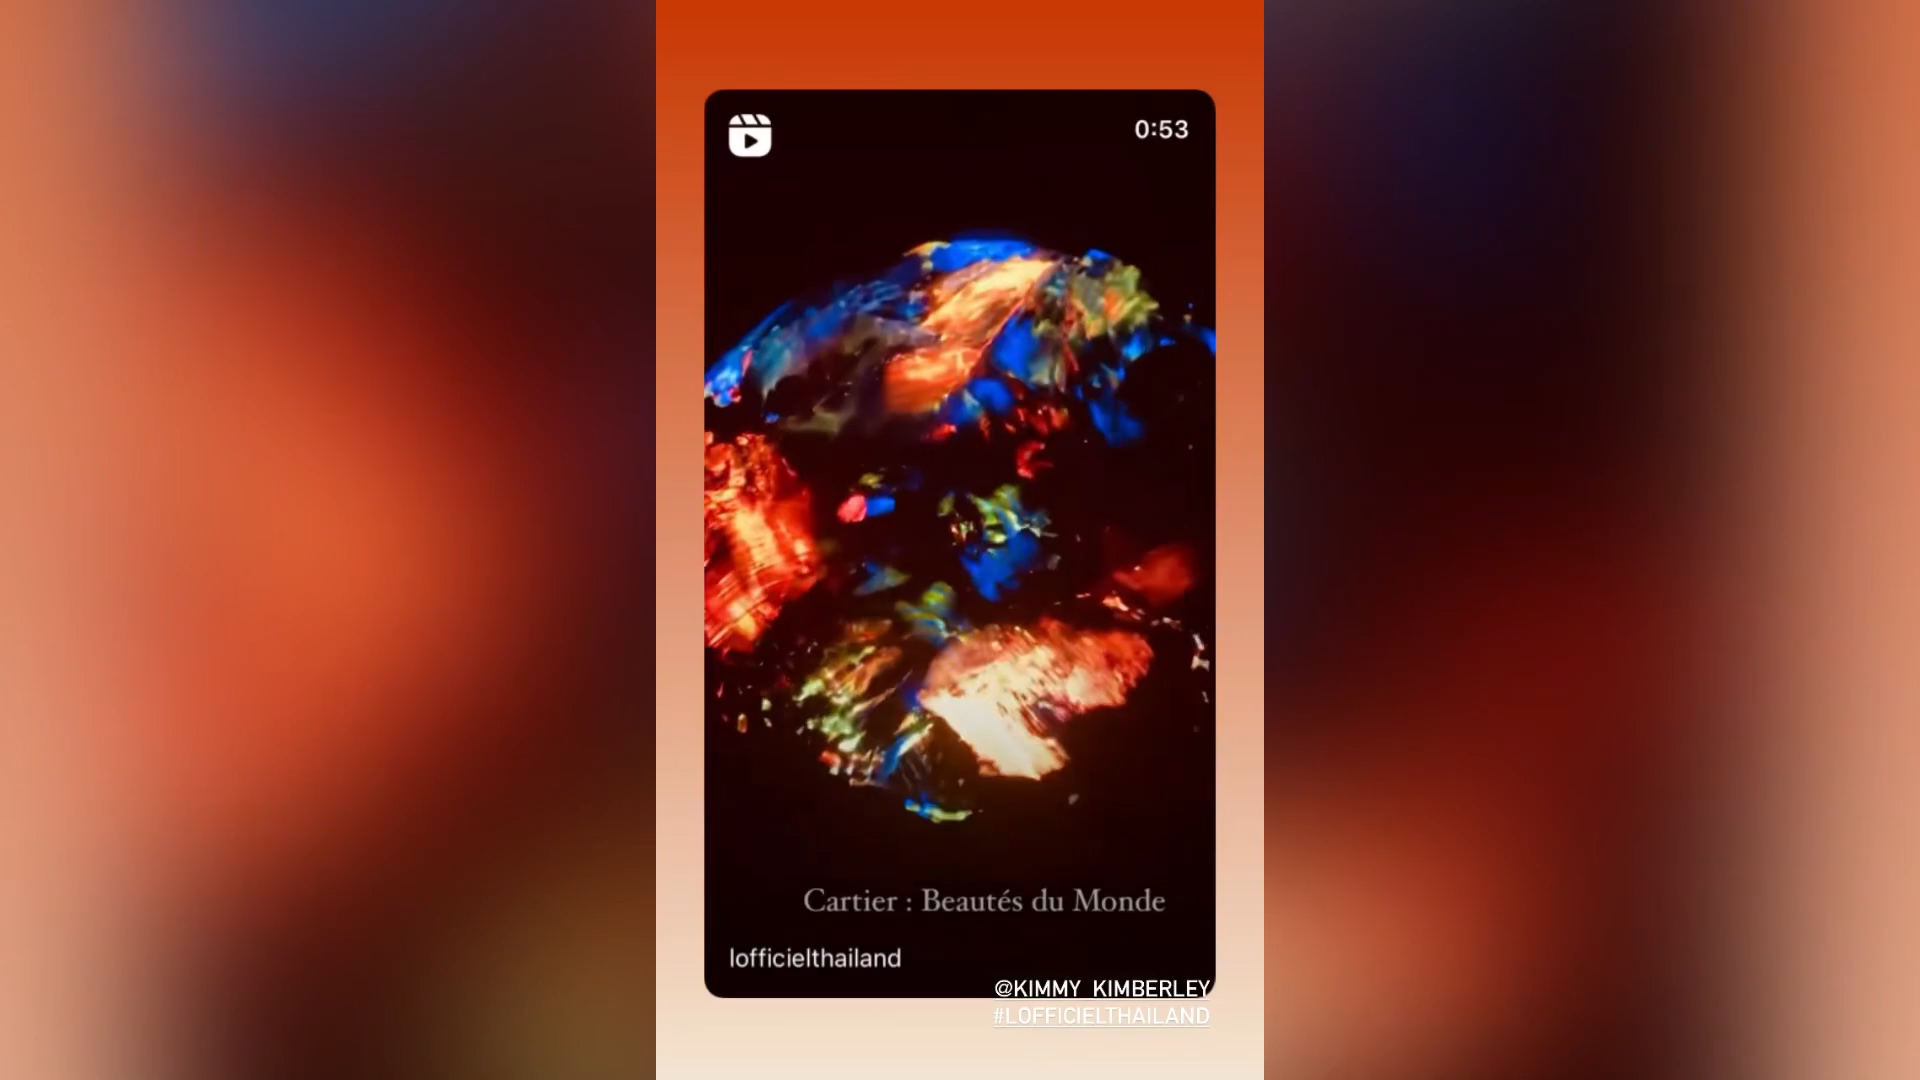 0:53
Cartier : Beautés du Monde
lofficielthailand
@KIMMY_KIMBERLEY
#LOFFICIELTHAILAND